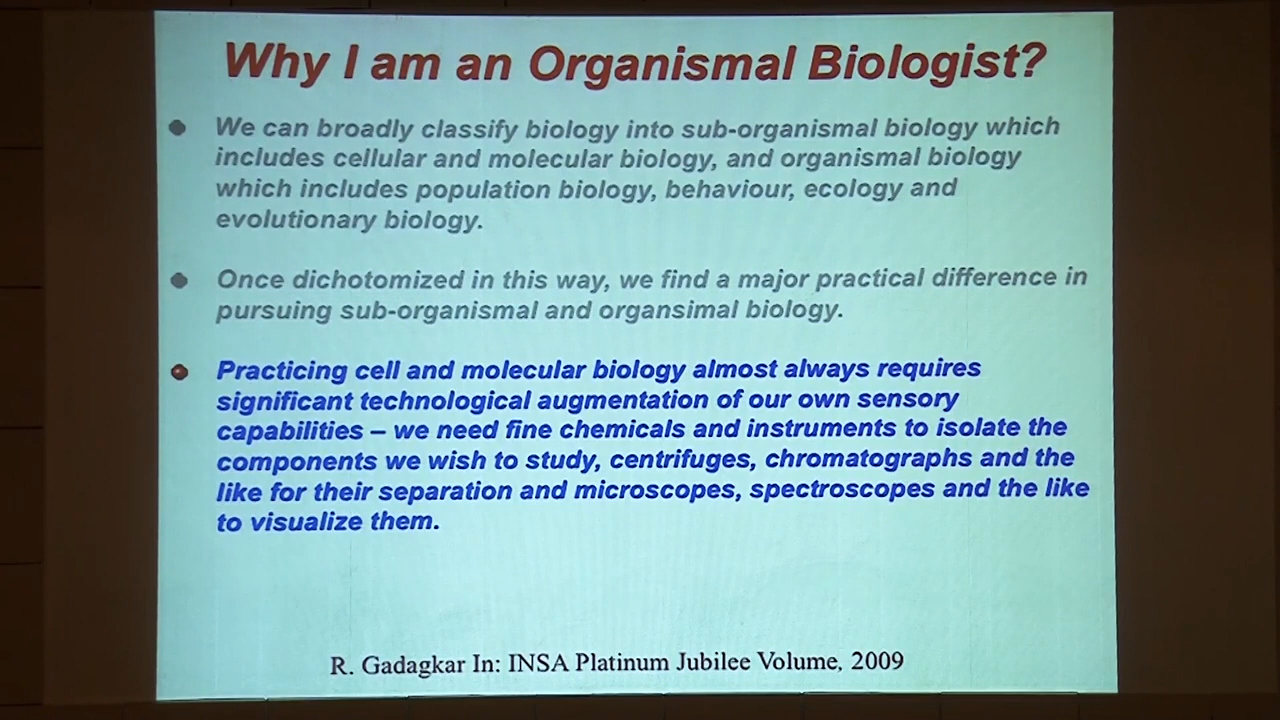 Why I am an Organismal Biologist?
We can broadly classify biology into sub-organismal biology which
includes cellular and molecular biology, and organismal biology
which includes population biology, behaviour, ecology and
evolutionary biology.
Once dichotomized in this way, we find a major practical difference in
pursuing sub-organismal and organsimal biology.
Practicing cell and molecular biology almost always requires
significant technological augmentation of our own sensory
capabilities – we need fine chemicals and instruments to isolate the
components we wish to study, centrifuges, chromatographs and the
like for their separation and microscopes, spectroscopes and the like
to visualize them.
R. Gadagkar In: INSA Platinum Jubilee Volume, 2009